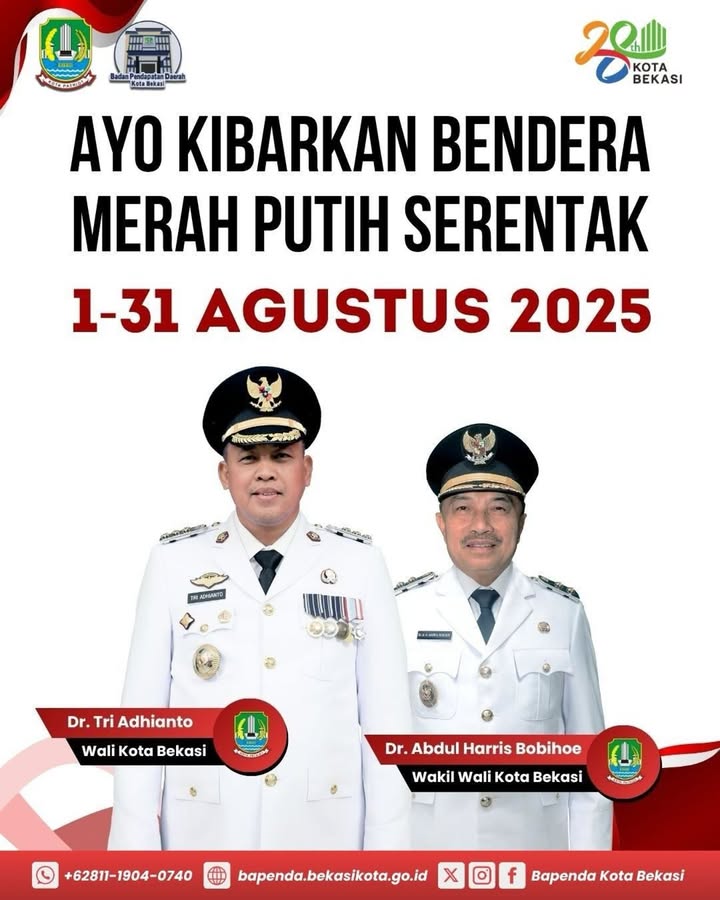 Badan Pendapatan Daerah
Kota Bekasi
28th
KOTA
BEKASI
AYO KIBARKAN BENDERA
MERAH PUTIH SERENTAK
1-31 AGUSTUS 2025
TRI ADHIANTO
Dr. Tri Adhianto
Wali Kota Bekasi
Dr. Abdul Harris Bobihoe
Wakil Wali Kota Bekasi
+62811-1904-0740
bapenda.bekasikota.go.id
Bapenda Kota Bekasi